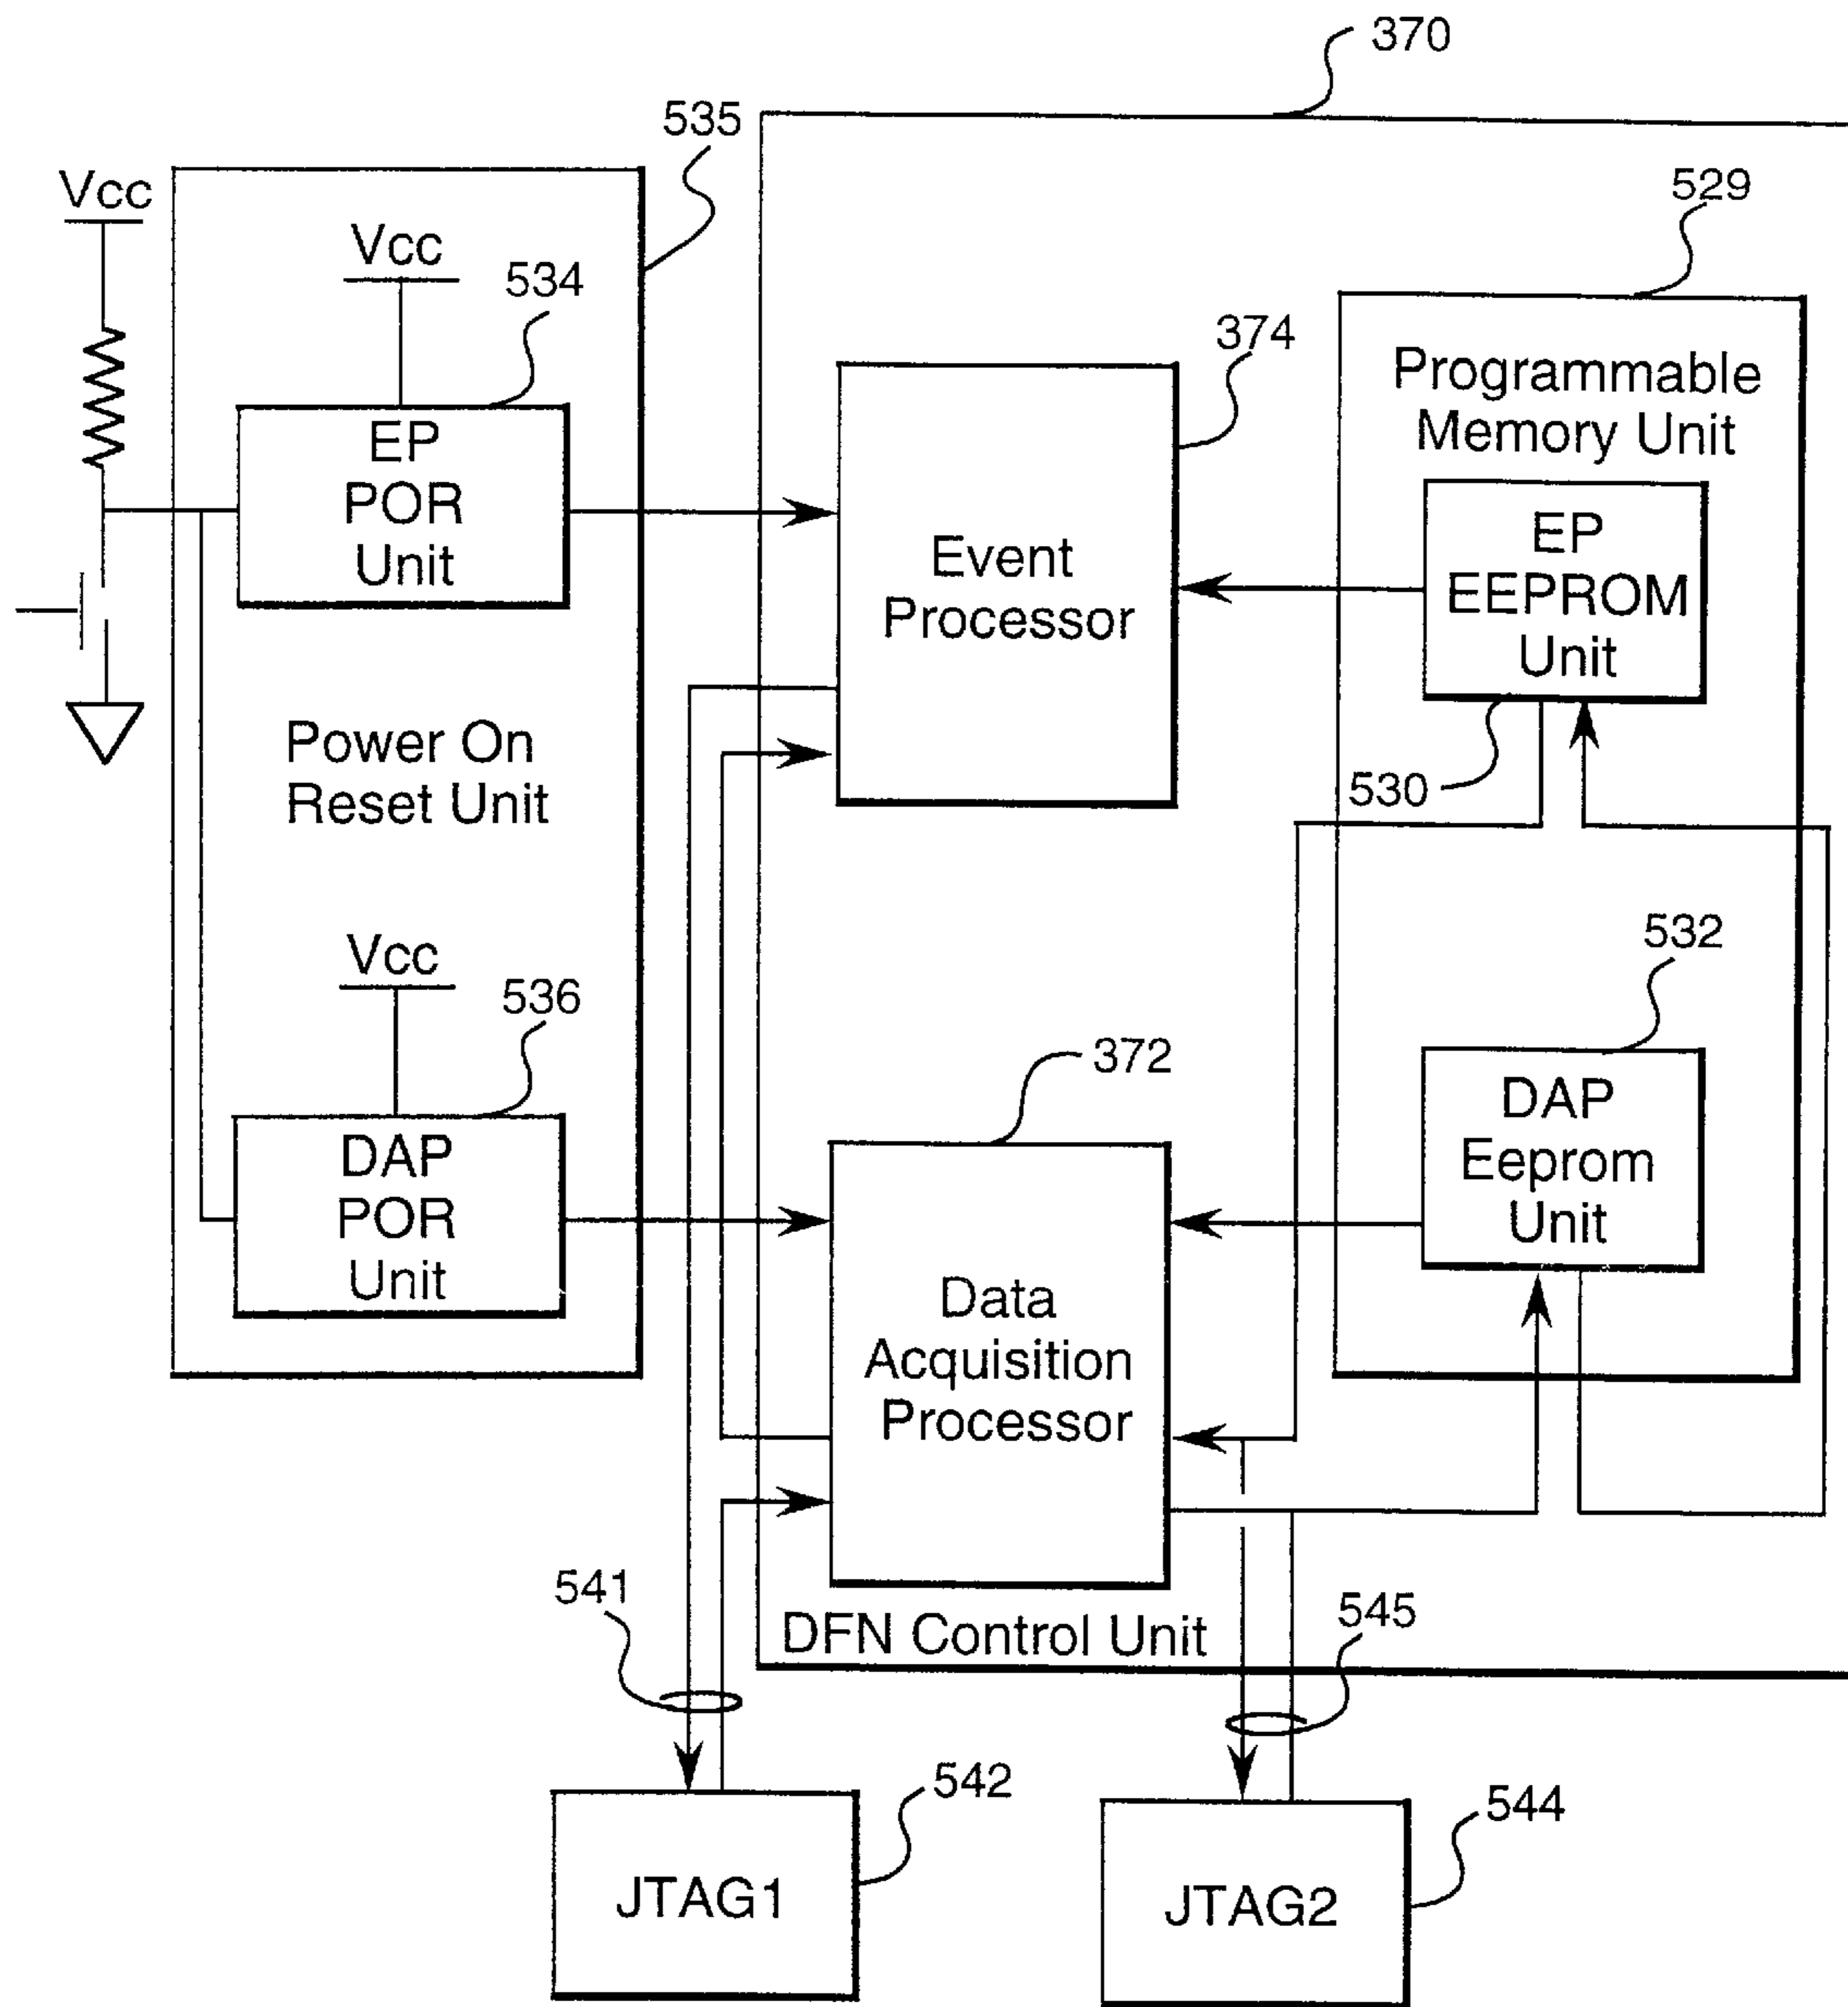 370
535
Vcc
529
Vcc
534
374
Programmable
Memory Unit
EP
POR
Unit
Event
Processor
EP
EEPROM
Unit
Power On
Reset Unit
530
532
Vcc
536
372
DAP
Eeprom
Unit
DAP
POR
Unit
Data
Acquisition
Processor
541
DFN Control Unit
545
542
544
JTAG1
JTAG2